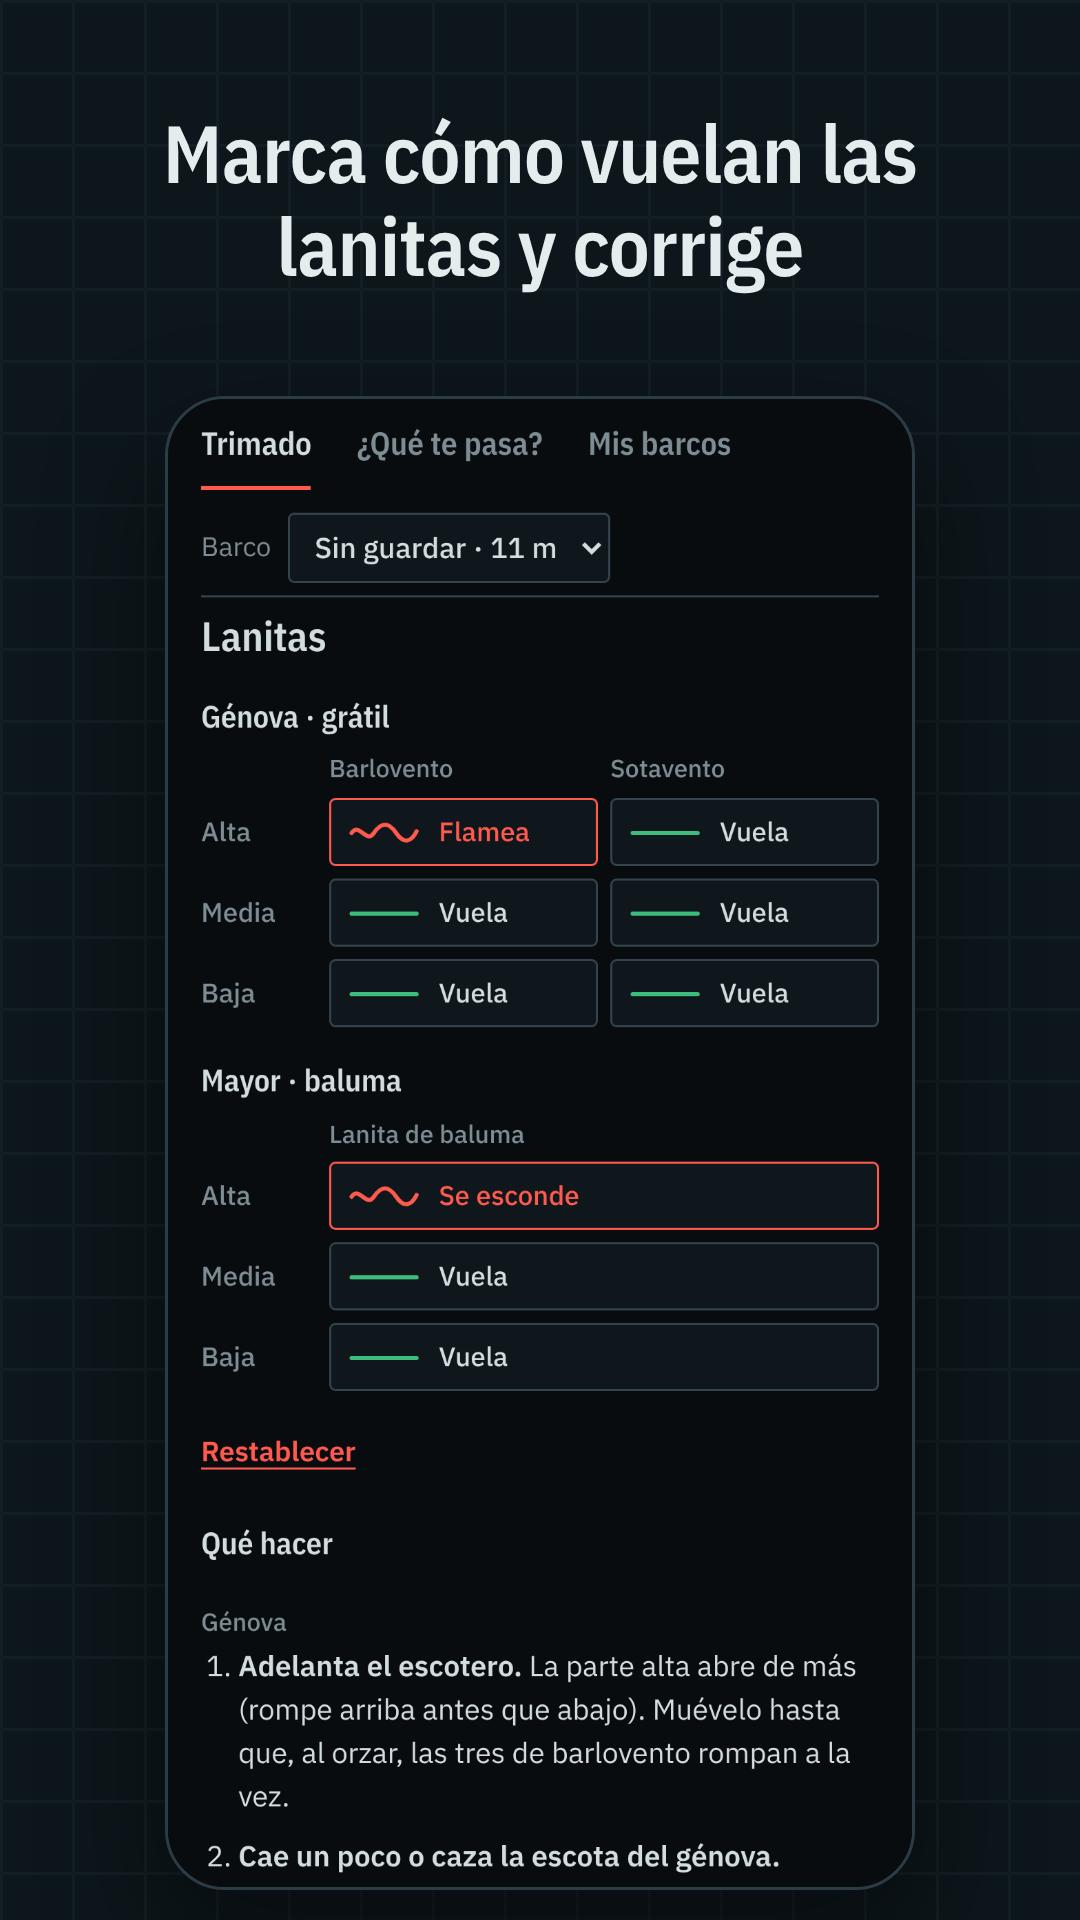 Marca cómo vuelan las
lanitas y corrige
Trimado ¿Qué te pasa? Mis barcos
Barco Sin guardar · 11 m
Lanitas
Génova · grátil
Barlovento Sotavento
Alta Flamea Vuela
Media Vuela Vuela
Baja Vuela Vuela
Mayor · baluma
Lanita de baluma
Alta Se esconde
Media Vuela
Baja Vuela
Restablecer
Qué hacer
Génova
1. Adelanta el escotero. La parte alta abre de más
(rompe arriba antes que abajo). Muévelo hasta
que, al orzar, las tres de barlovento rompan a la
vez.
2. Cae un poco o caza la escota del génova.